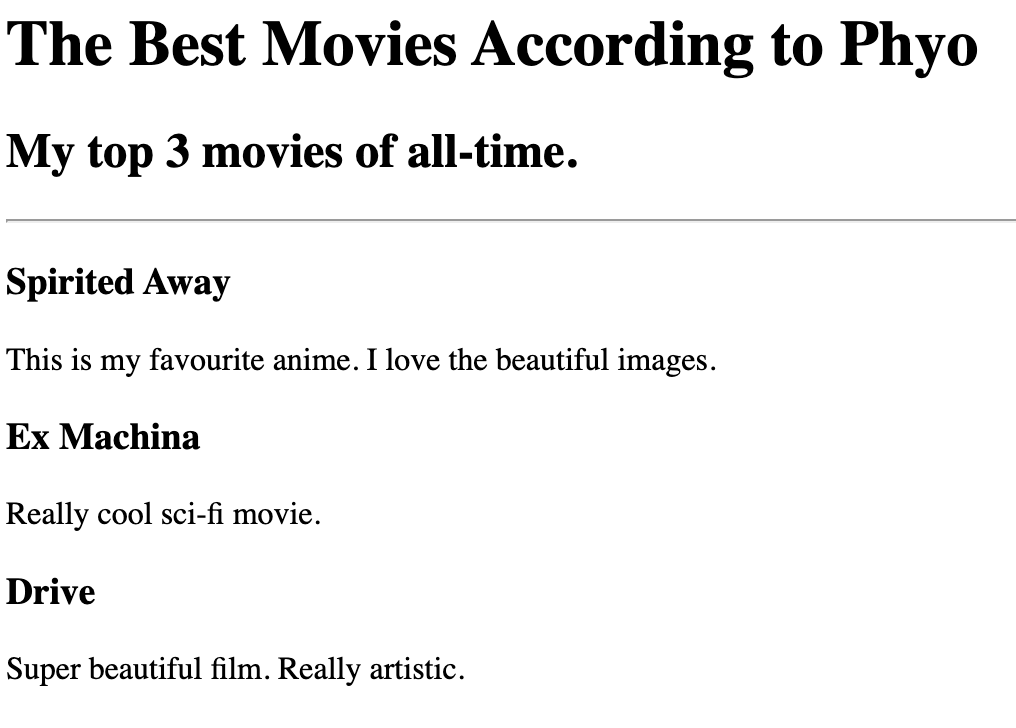 The Best Movies According to Phyo
My top 3 movies of all-time.
Spirited Away
This is my favourite anime. I love the beautiful images.
Ex Machina
Really cool sci-fi movie.
Drive
Super beautiful film. Really artistic.